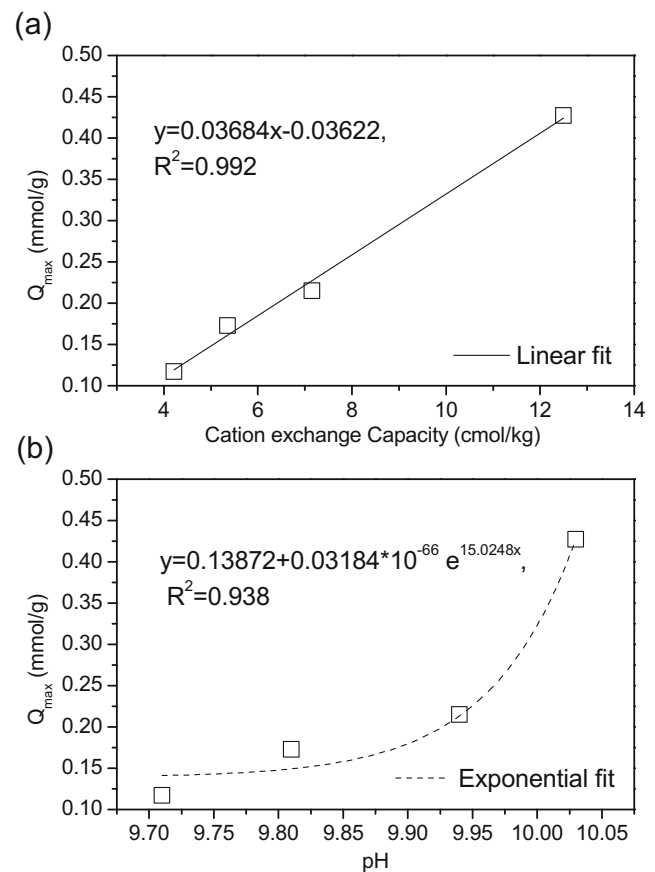 (a)
0.50
0.45
0.40
0.35
0.30
0.25
0.20
0.15
0.10
Qmax (mmol/g)
y=0.03684x-0.03622,
R²=0.992
Linear fit
4 6 8 10 12 14
Cation exchange Capacity (cmol/kg)
(b)
0.50
0.45
0.40
0.35
0.30
0.25
0.20
0.15
0.10
Qmax (mmol/g)
y=0.13872+0.03184*10⁻⁶⁶ e¹⁵·⁰²⁴⁸ˣ,
R²=0.938
Exponential fit
9.70 9.75 9.80 9.85 9.90 9.95 10.00 10.05
pH